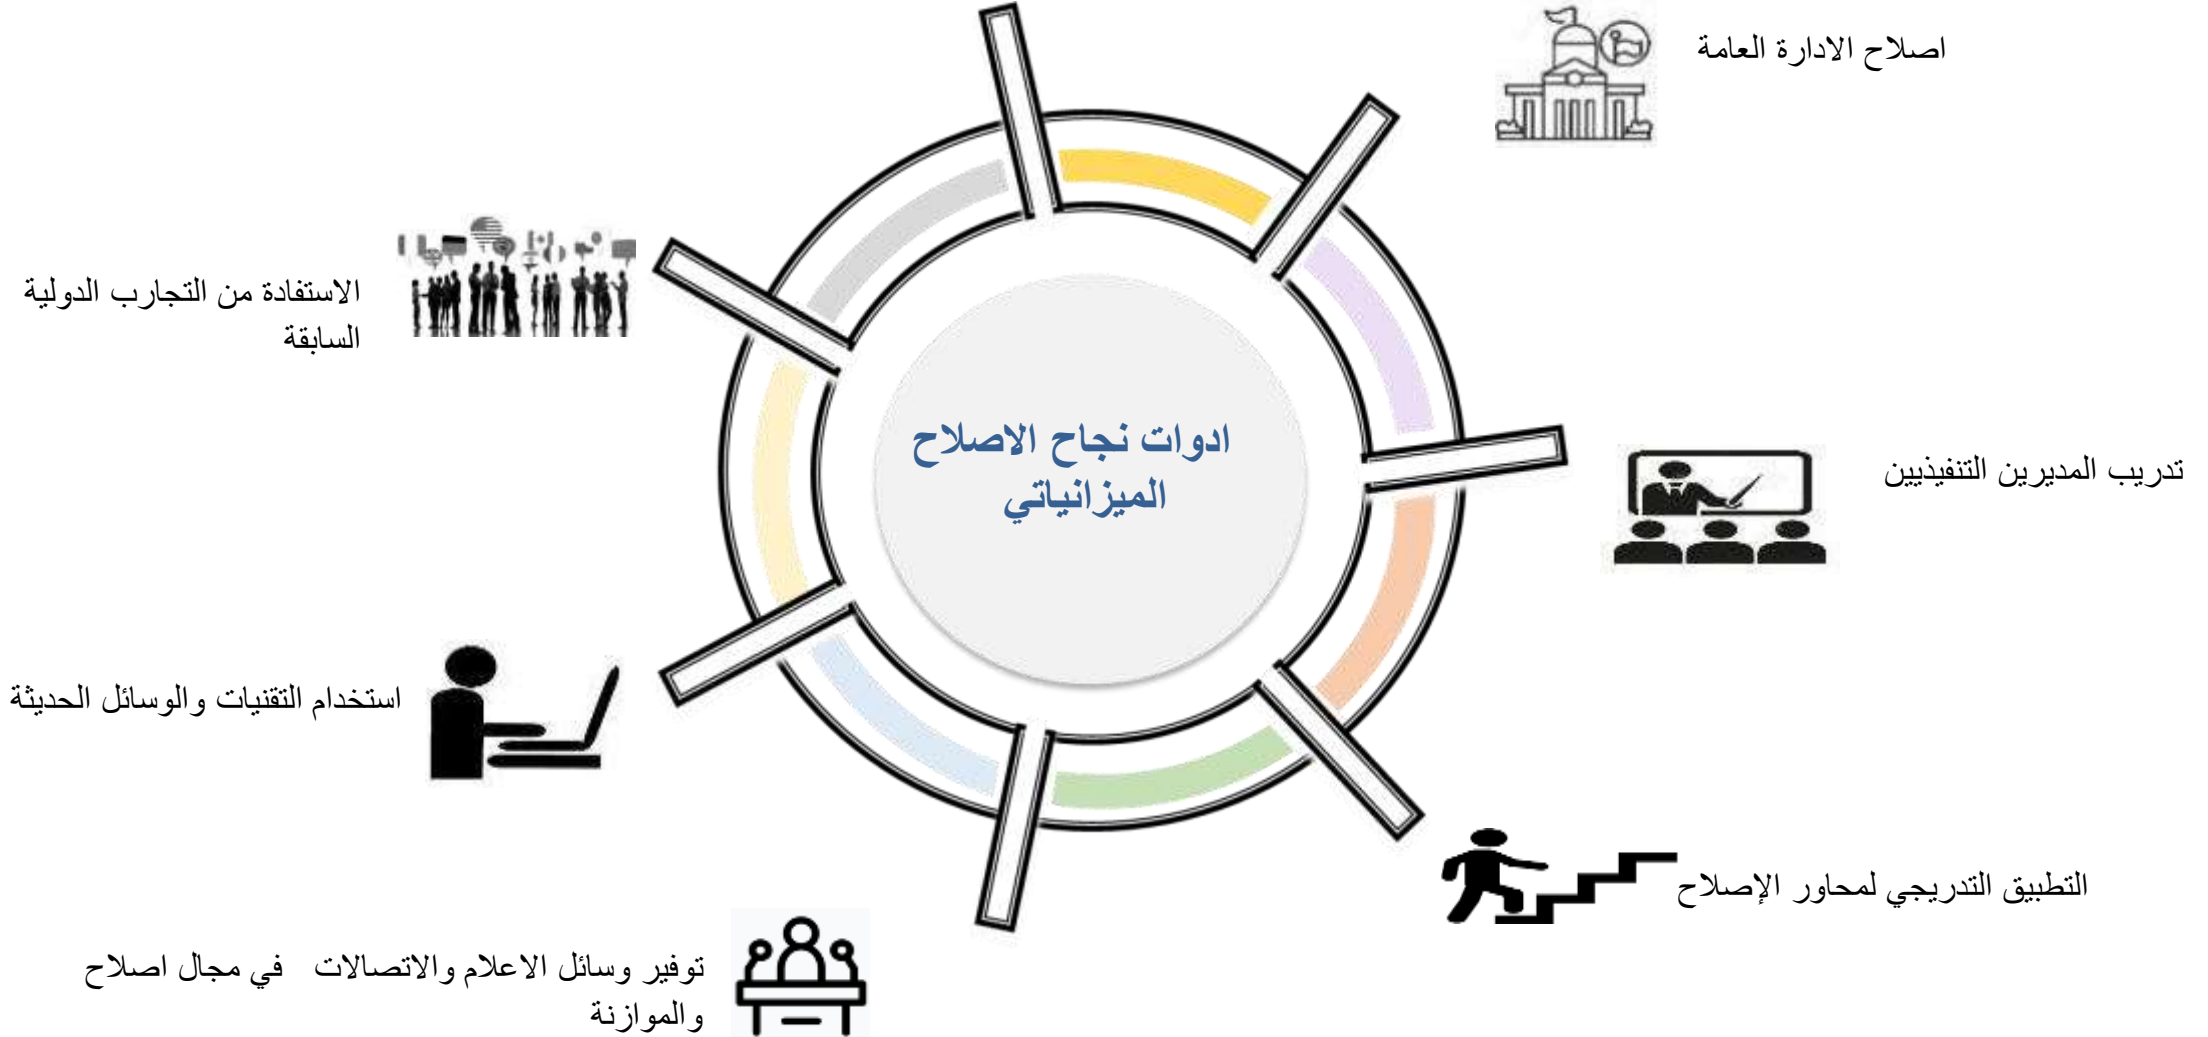 ادوات نجاح الاصلاح
الميزانياتي
اصلاح الادارة العامة
تدريب المديرين التنفيذيين
التطبيق التدريجي لمحاور الإصلاح
توفير وسائل الاعلام والاتصالات في مجال اصلاح
والموازنة
استخدام التقنيات والوسائل الحديثة
الاستفادة من التجارب الدولية
السابقة